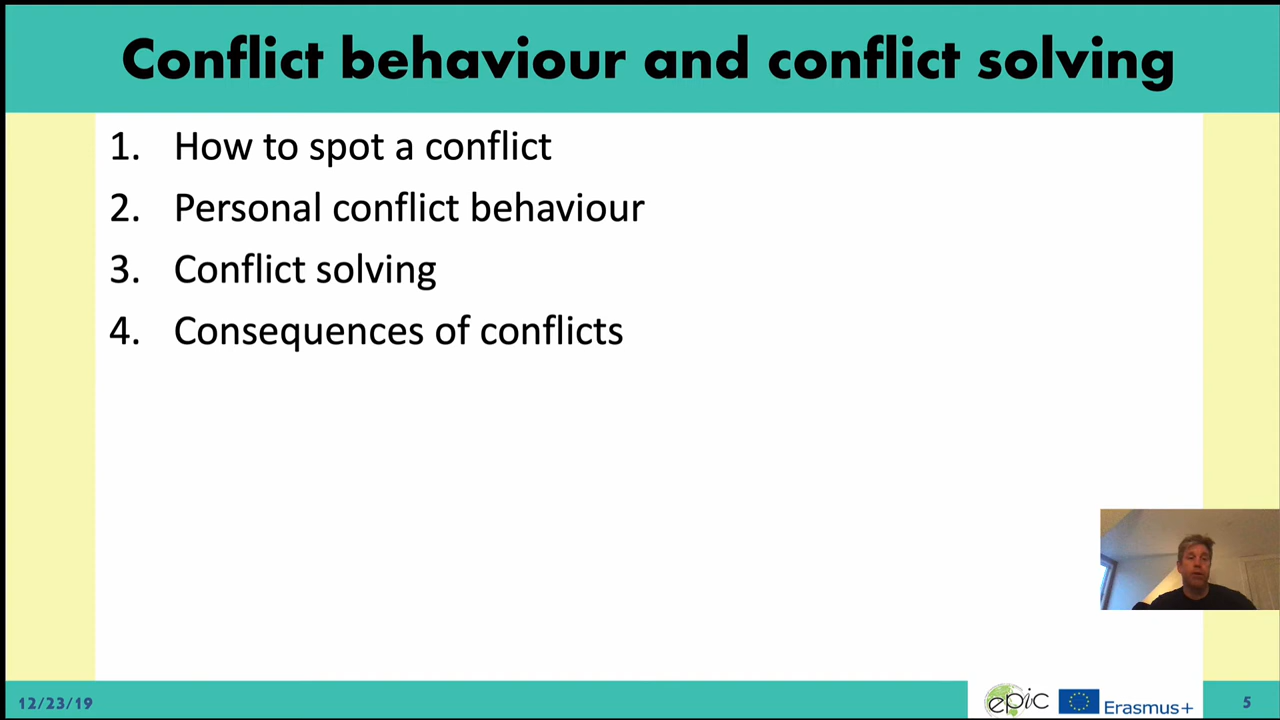 Conflict behaviour and conflict solving
1. How to spot a conflict
2. Personal conflict behaviour
3. Conflict solving
4. Consequences of conflicts
12/23/19
epic
Erasmus+
5